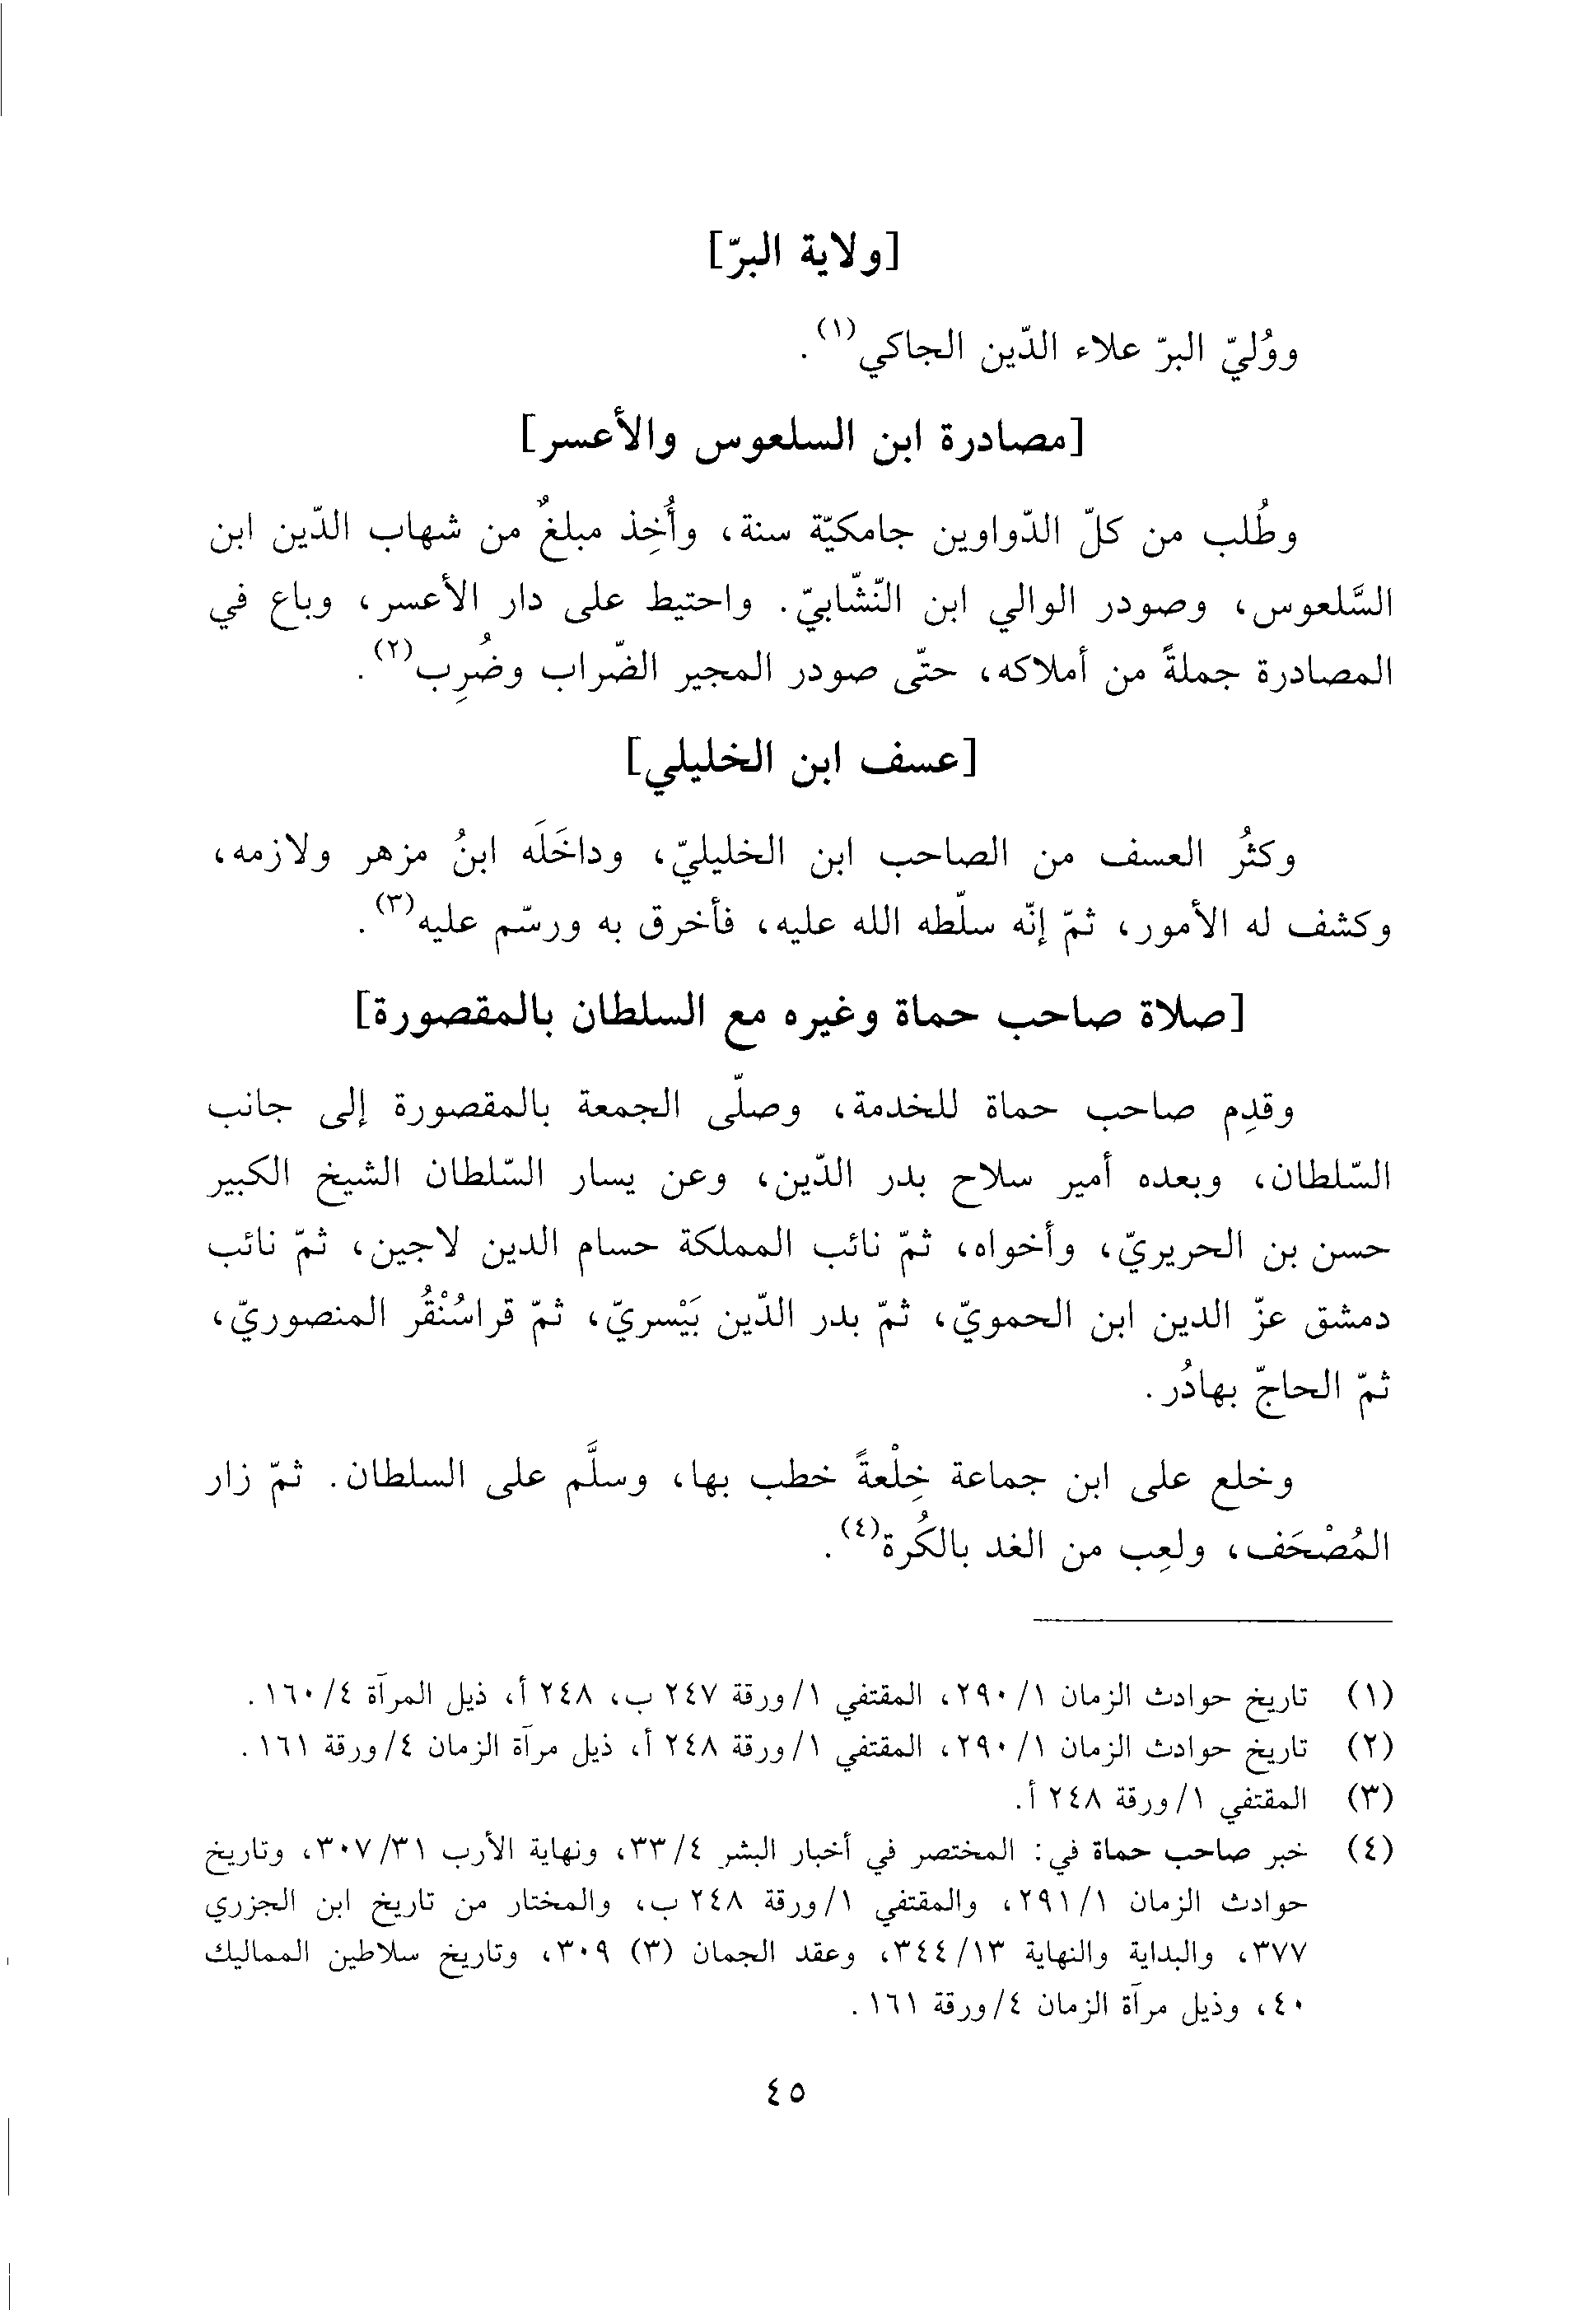 [ولاية البرّ]
ووُليّ البرّ علاء الدّين الجاكي(١).
[مصادرة ابن السلعوس والأعسر]
وطُلب من كلّ الدّواوين جامكيّة سنة، وأُخِذ مبلغٌ من شهاب الدّين ابن
السَّلعوس، وصودر الوالي ابن النّشّابيّ. واحتيط على دار الأعسر، وباع في
المصادرة جملةً من أملاكه، حتّى صودر المجير الضّراب وضُرِب(٢).
[عسف ابن الخليلي]
وكثُر العسف من الصاحب ابن الخليليّ، وداخَلَه ابنُ مزهر ولازمه،
وكشف له الأمور، ثمّ إنّه سلّطه الله عليه، فأخرق به ورسّم عليه(٣).
[صلاة صاحب حماة وغيره مع السلطان بالمقصورة]
وقدِم صاحب حماة للخدمة، وصلّى الجمعة بالمقصورة إلى جانب
السّلطان، وبعده أمير سلاح بدر الدّين، وعن يسار السّلطان الشيخ الكبير
حسن بن الحريريّ، وأخواه، ثمّ نائب المملكة حسام الدين لاجين، ثمّ نائب
دمشق عزّ الدين ابن الحمويّ، ثمّ بدر الدّين بَيْسريّ، ثمّ قراسُنْقُر المنصوريّ،
ثمّ الحاجّ بهادُر.
وخلع على ابن جماعة خِلْعةً خطب بها، وسلَّم على السلطان. ثمّ زار
المُصْحَف، ولعِب من الغد بالكُرة(٤).
(١) تاريخ حوادث الزمان ١/ ٢٩٠، المقتفي ١/ورقة ٢٤٧ ب، ٢٤٨ أ، ذيل المرآة ٤/ ١٦٠.
(٢) تاريخ حوادث الزمان ١/ ٢٩٠، المقتفي ١/ورقة ٢٤٨ أ، ذيل مرآة الزمان ٤/ورقة ١٦١.
(٣) المقتفي ١/ورقة ٢٤٨ أ.
(٤) خبر صاحب حماة في: المختصر في أخبار البشر ٤/ ٣٣، ونهاية الأرب ٣١/ ٣٠٧، وتاريخ
حوادث الزمان ١/ ٢٩١، والمقتفي ١/ورقة ٢٤٨ ب، والمختار من تاريخ ابن الجزري
٣٧٧، والبداية والنهاية ١٣/ ٣٤٤، وعقد الجمان (٣) ٣٠٩، وتاريخ سلاطين المماليك
٤٠، وذيل مرآة الزمان ٤/ورقة ١٦١.
٤٥